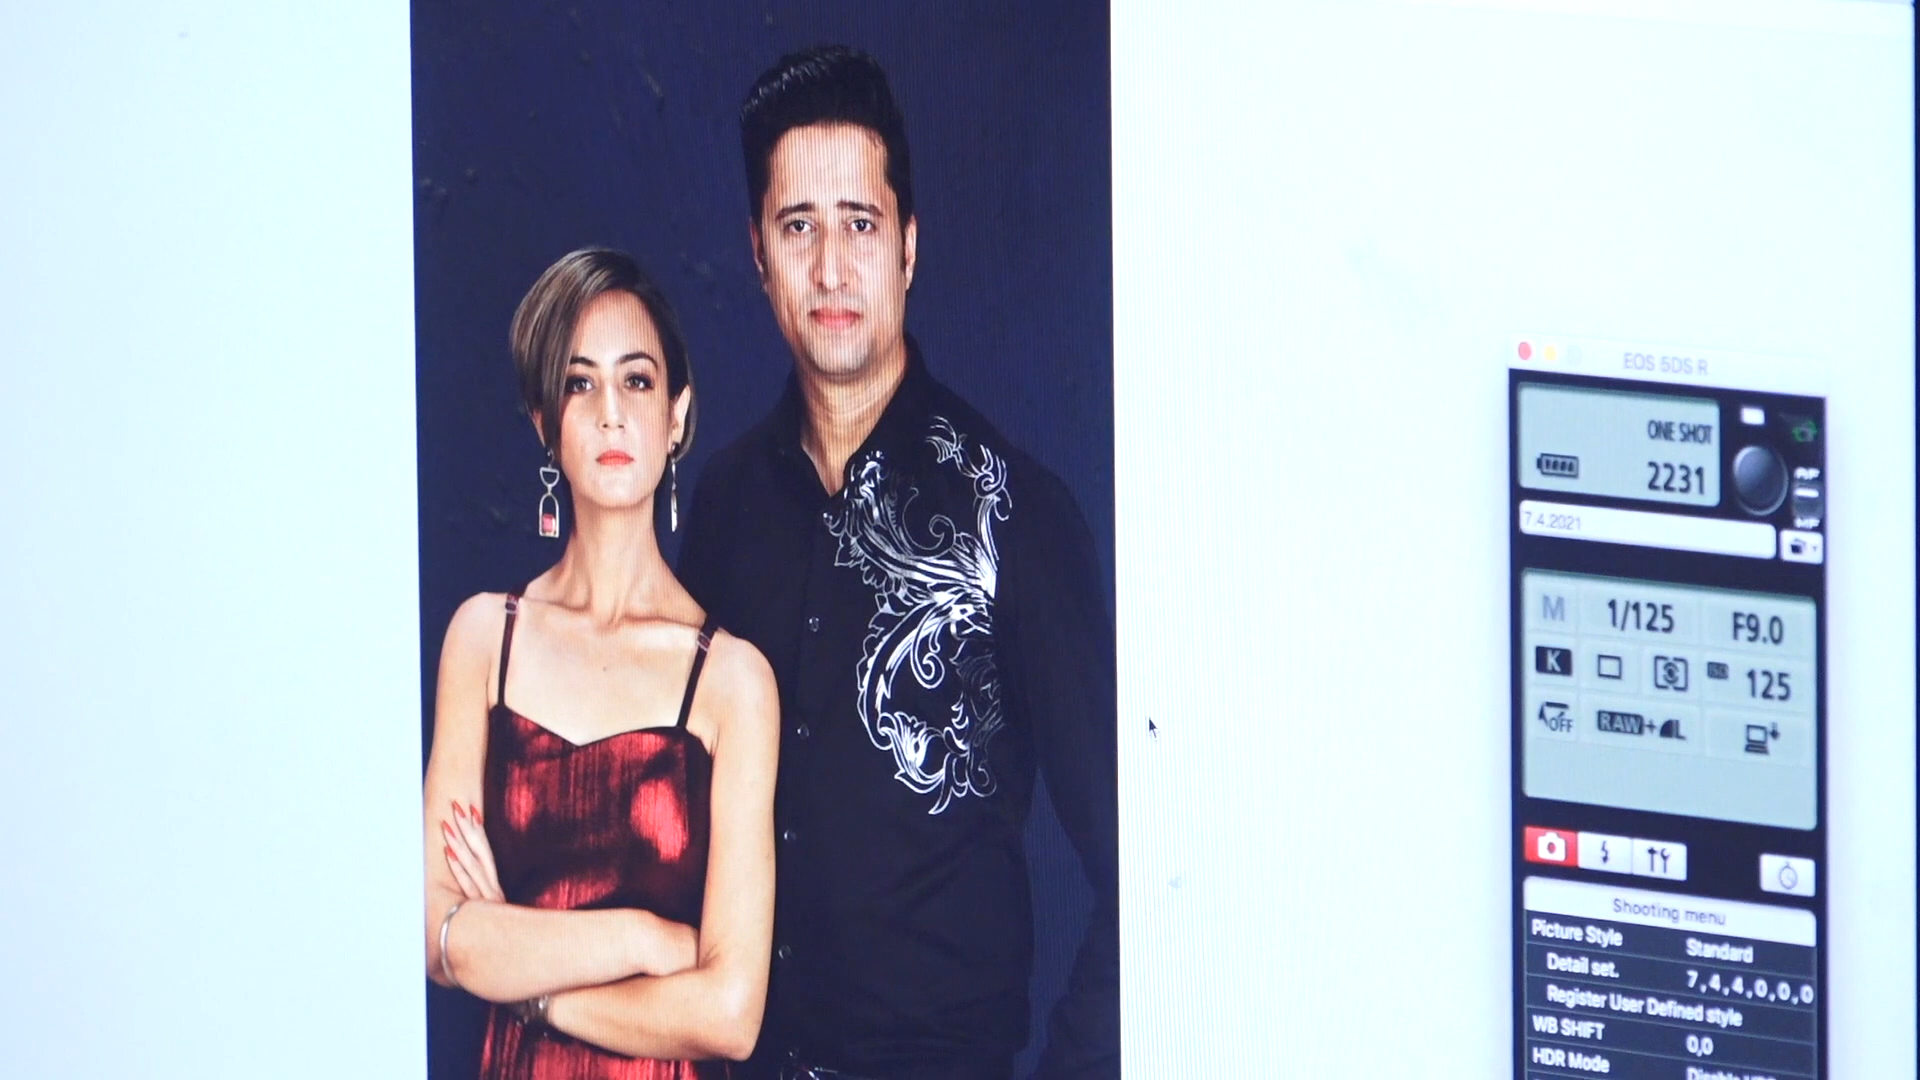 EOS 5DS R
ONE SHOT
2231
AF
7.4.2021
M 1/125 F9.0
K ISO 125
OFF RAW+L
Shooting menu
Picture Style Standard
Detail set. 7,4,4,0,0,0
Register User Defined style
WB SHIFT 0,0
HDR Mode